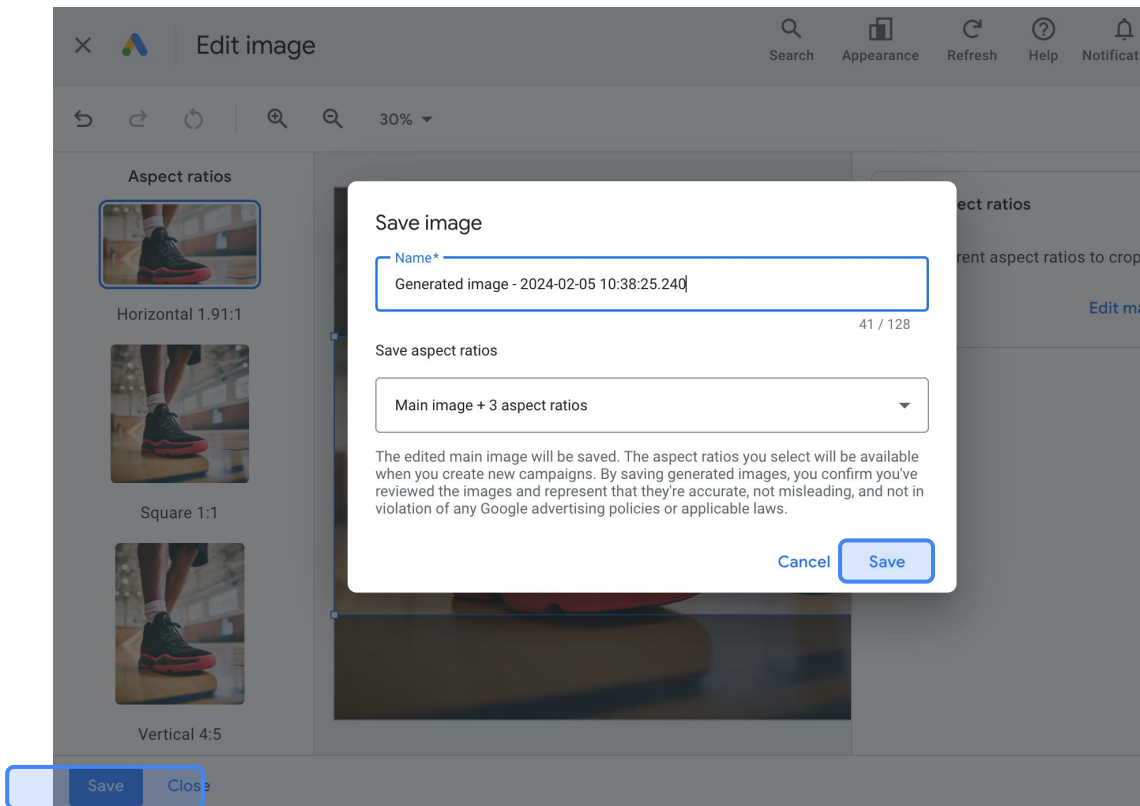 Edit image
Search
Appearance
Refresh
Help
Notificat
30%
Aspect ratios
Horizontal 1.91:1
Square 1:1
Vertical 4:5
Save image
Name*
Generated image - 2024-02-05 10:38:25.240
41 / 128
Save aspect ratios
Main image + 3 aspect ratios
The edited main image will be saved. The aspect ratios you select will be available
when you create new campaigns. By saving generated images, you confirm you've
reviewed the images and represent that they're accurate, not misleading, and not in
violation of any Google advertising policies or applicable laws.
Cancel
Save
ect ratios
rent aspect ratios to crop
Edit ma
Save
Close